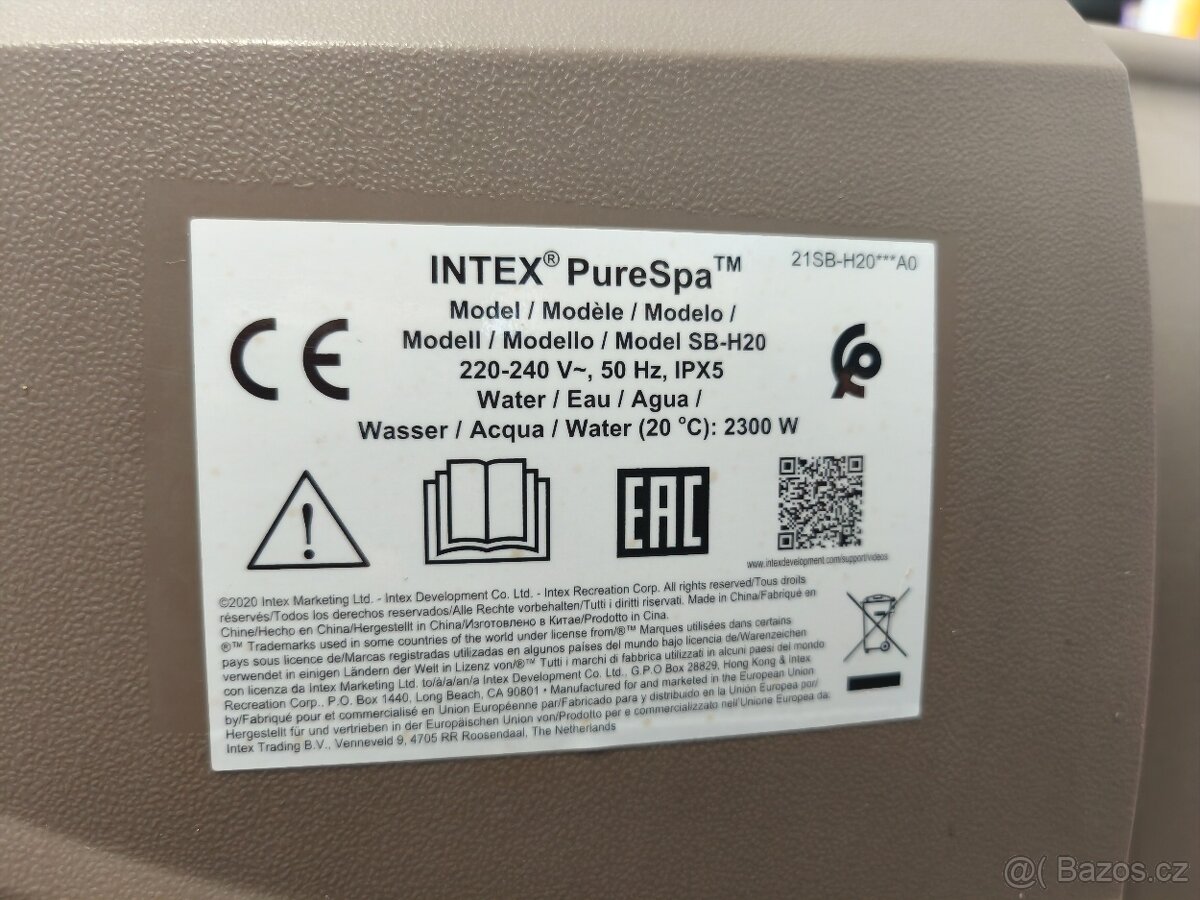 INTEX® PureSpa™
21SB-H20***A0
Model / Modèle / Modelo /
Modell / Modello / Model SB-H20
220-240 V~, 50 Hz, IPX5
Water / Eau / Agua /
Wasser / Acqua / Water (20 °C): 2300 W
CE
EAC
www.intexdevelopment.com/support/videos
©2020 Intex Marketing Ltd. - Intex Development Co. Ltd. - Intex Recreation Corp. All rights reserved/Tous droits
réservés/Todos los derechos reservados/Alle Rechte vorbehalten/Tutti i diritti riservati. Made in China/Fabriqué en
Chine/Hecho en China/Hergestellt in China/Изготовлено в Китае/Prodotto in Cina.
®™ Trademarks used in some countries of the world under license from/®™ Marques utilisées dans certains
pays sous licence de/Marcas registradas utilizadas en algunos países del mundo bajo licencia de/Warenzeichen
verwendet in einigen Ländern der Welt in Lizenz von/®™ Tutti i marchi di fabbrica utilizzati in alcuni paesi del mondo
con licenza da Intex Marketing Ltd. to/à/a/an/a Intex Development Co. Ltd., G.P.O Box 28829, Hong Kong & Intex
Recreation Corp., P.O. Box 1440, Long Beach, CA 90801 • Manufactured for and marketed in the European Union
by/Fabriqué pour et commercialisé en Union Européenne par/Fabricado para y distribuido en la Unión Europea por/
Hergestellt für und vertrieben in der Europäischen Union von/Prodotto per e commercializzato nell'Unione Europea da:
Intex Trading B.V., Venneveld 9, 4705 RR Roosendaal, The Netherlands
@( Bazos.cz